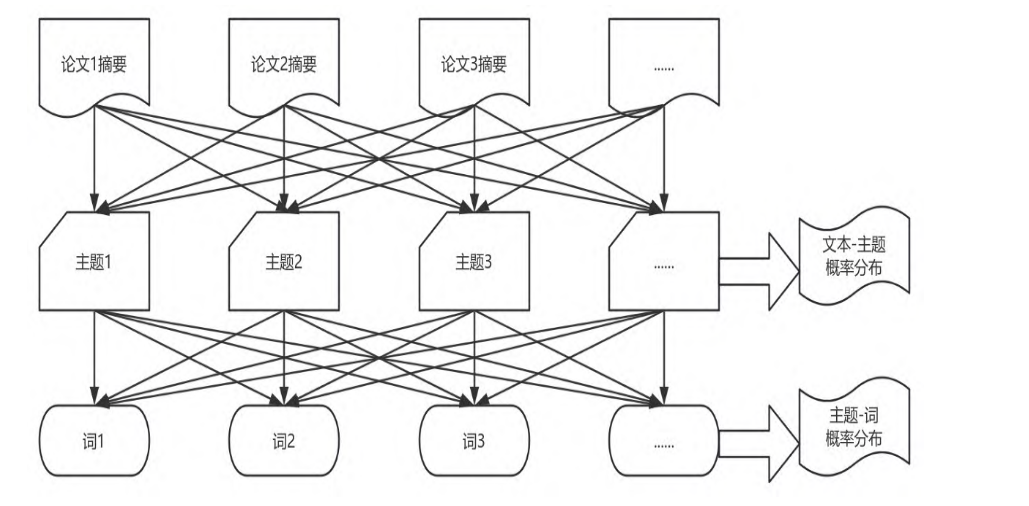 论文1摘要
论文2摘要
论文3摘要
......
主题1
主题2
主题3
......
文本-主题
概率分布
词1
词2
词3
......
主题-词
概率分布